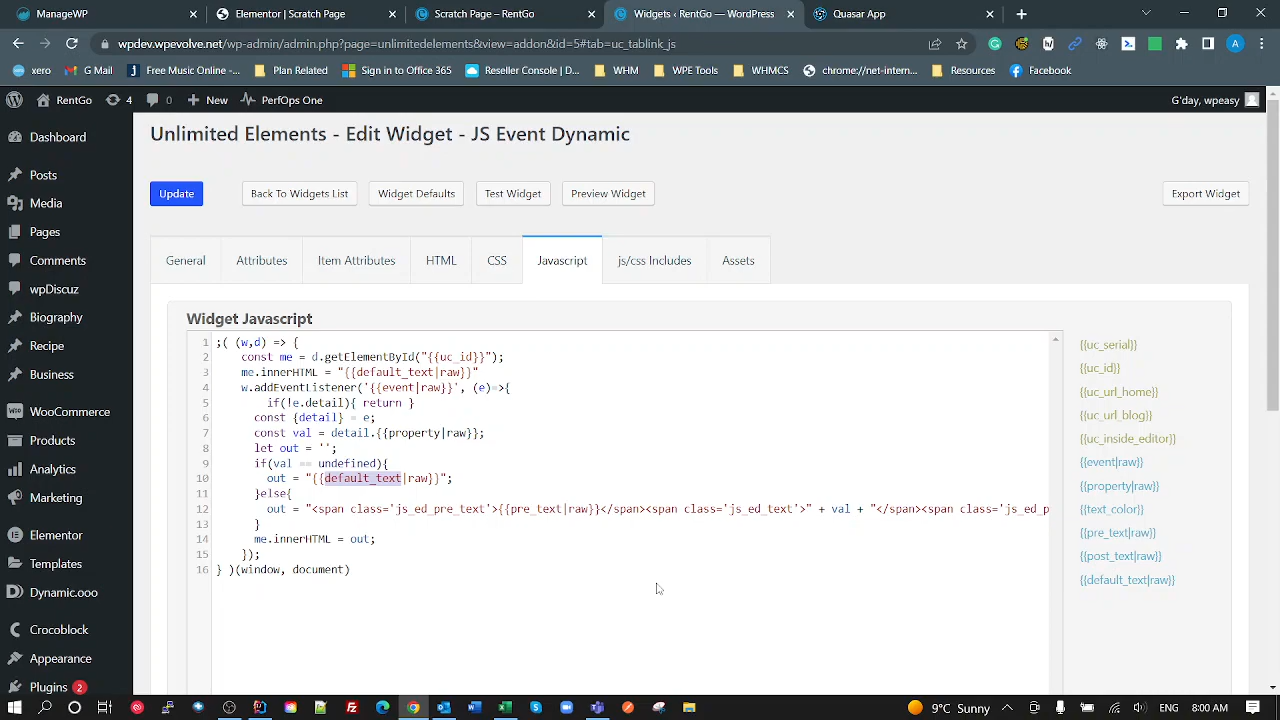 ManageWP
Elementor | Scratch Page
Scratch Page – RentGo
Widgets ‹ RentGo — WordPress
Quasar App
wpdev.wpevolve.net/wp-admin/admin.php?page=unlimitedelements&view=addon&id=5#tab=uc_tablink_js
xero
G Mail
Free Music Online -...
Plan Related
Sign in to Office 365
Reseller Console | D...
WHM
WPE Tools
WHMCS
chrome://net-intern...
Resources
Facebook
RentGo
4
0
New
PerfOps One
G'day, wpeasy
Dashboard
Posts
Media
Pages
Comments
wpDiscuz
Biography
Recipe
Business
WooCommerce
Products
Analytics
Marketing
Elementor
Templates
Dynamic.ooo
Crocoblock
Appearance
Plugins 2
Unlimited Elements - Edit Widget - JS Event Dynamic
Update
Back To Widgets List
Widget Defaults
Test Widget
Preview Widget
Export Widget
General
Attributes
Item Attributes
HTML
CSS
Javascript
js/css Includes
Assets
Widget Javascript
1 ;( (w,d) => {
2 const me = d.getElementById("{{uc_id}}");
3 me.innerHTML = "{{default_text|raw}}"
4 w.addEventListener('{{event|raw}}', (e)=>{
5 if(!e.detail){ return }
6 const {detail} = e;
7 const val = detail.{{property|raw}};
8 let out = '';
9 if(val == undefined){
10 out = "{{default_text|raw}}";
11 }else{
12 out = "<span class='js_ed_pre_text'>{{pre_text|raw}}</span><span class='js_ed_text'>" + val + "</span><span class='js_ed_p
13 }
14 me.innerHTML = out;
15 });
16 } )(window, document)
{{uc_serial}}
{{uc_id}}
{{uc_url_home}}
{{uc_url_blog}}
{{uc_inside_editor}}
{{event|raw}}
{{property|raw}}
{{text_color}}
{{pre_text|raw}}
{{post_text|raw}}
{{default_text|raw}}
9°C Sunny
ENG
8:00 AM